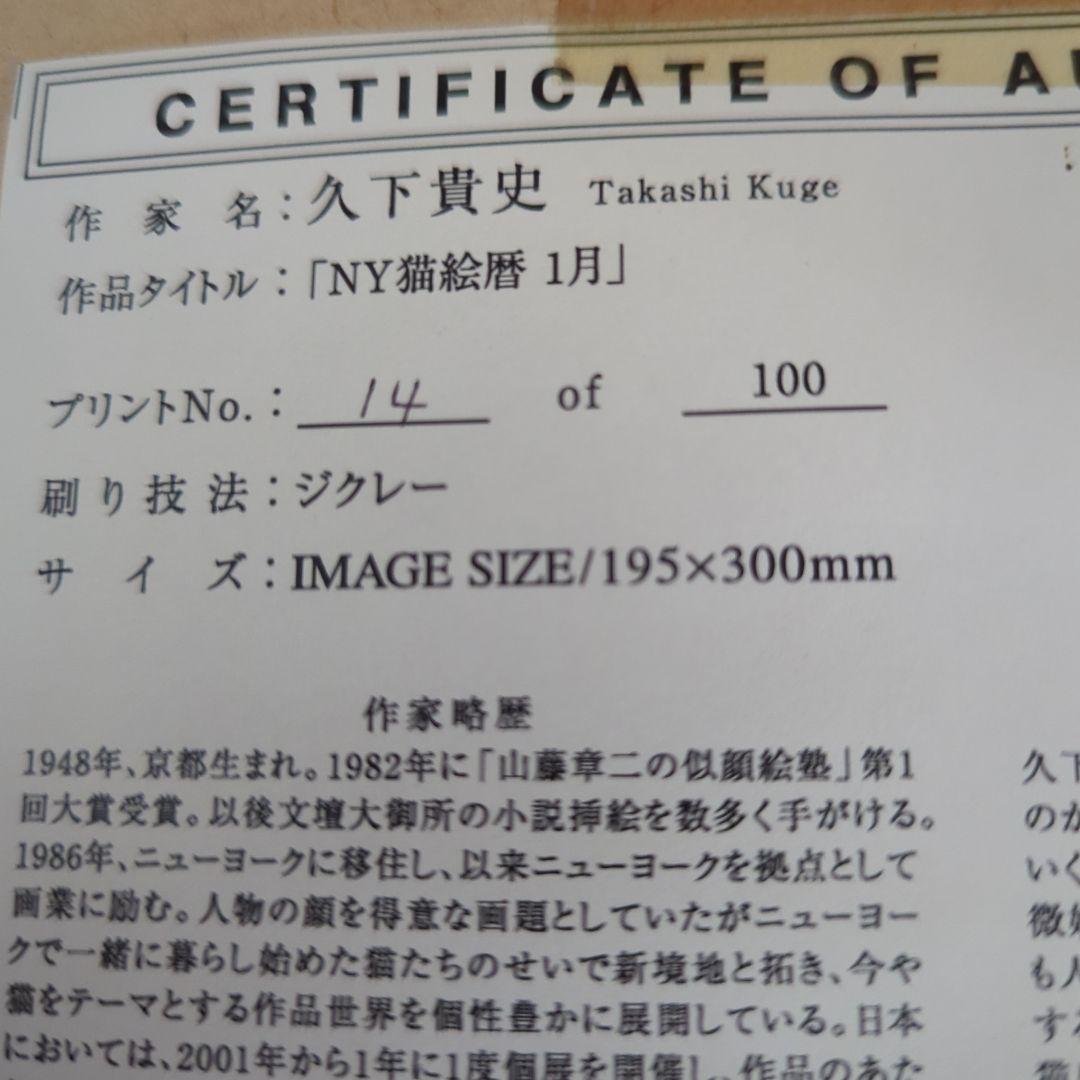 CERTIFICATE OF A
作家名：久下貴史 Takashi Kuge
作品タイトル：「NY猫絵暦 1月」
プリントNo.： 14 of 100
刷り技法：ジクレー
サイズ：IMAGE SIZE/195×300mm
作家略歴
1948年、京都生まれ。1982年に「山藤章二の似顔絵塾」第1
回大賞受賞。以後文壇大御所の小説挿絵を数多く手がける。
1986年、ニューヨークに移住し、以来ニューヨークを拠点として
画業に励む。人物の顔を得意な画題としていたがニューヨー
クで一緒に暮らし始めた猫たちのせいで新境地と拓き、今や
猫をテーマとする作品世界を個性豊かに展開している。日本
においては、2001年から1年に1度個展を開催し、作品のあた
久下
のか
いく
微妙
も人
する